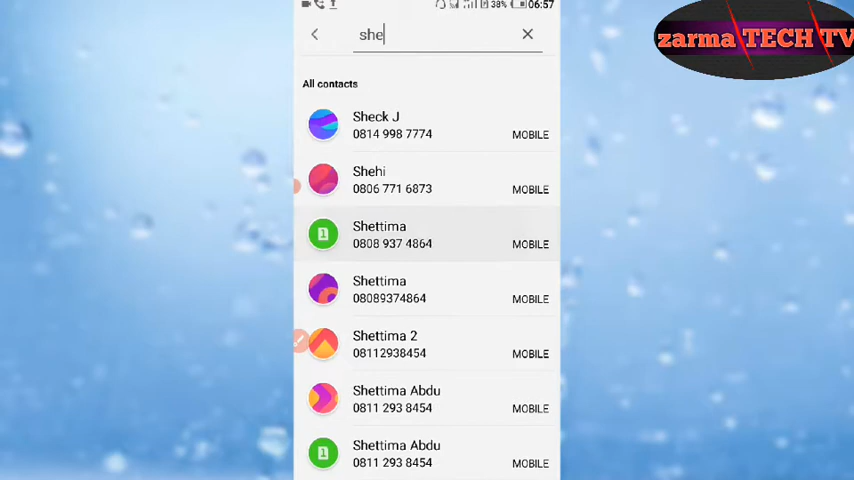 38% 06:57
she
zarma TECH TV
All contacts
Sheck J
0814 998 7774 MOBILE
Shehi
0806 771 6873 MOBILE
1 Shettima
0808 937 4864 MOBILE
Shettima
08089374864 MOBILE
Shettima 2
08112938454 MOBILE
Shettima Abdu
0811 293 8454 MOBILE
1 Shettima Abdu
0811 293 8454 MOBILE